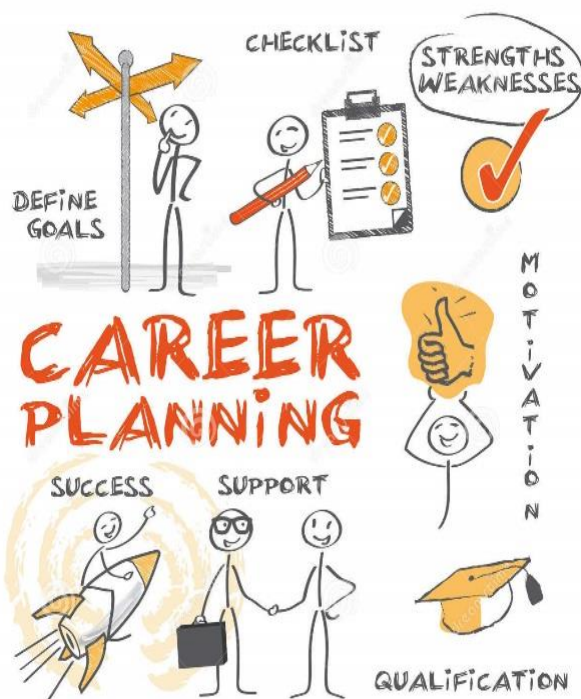 CHECKLIST
STRENGTHS
WEAKNESSES
DEFINE
GOALS
MOTIVATION
CAREER
PLANNING
SUCCESS
SUPPORT
QUALIFICATION